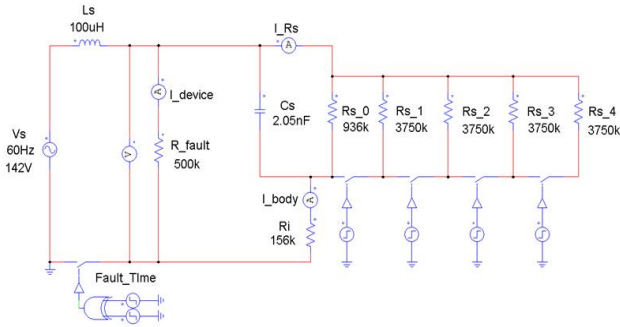 Ls
100uH
I_Rs
A
A
I_device
Cs
2.05nF
Rs_0
936k
Rs_1
3750k
Rs_2
3750k
Rs_3
3750k
Rs_4
3750k
Vs
60Hz
142V
V
R_fault
500k
I_body
A
Ri
156k
Fault_TIme